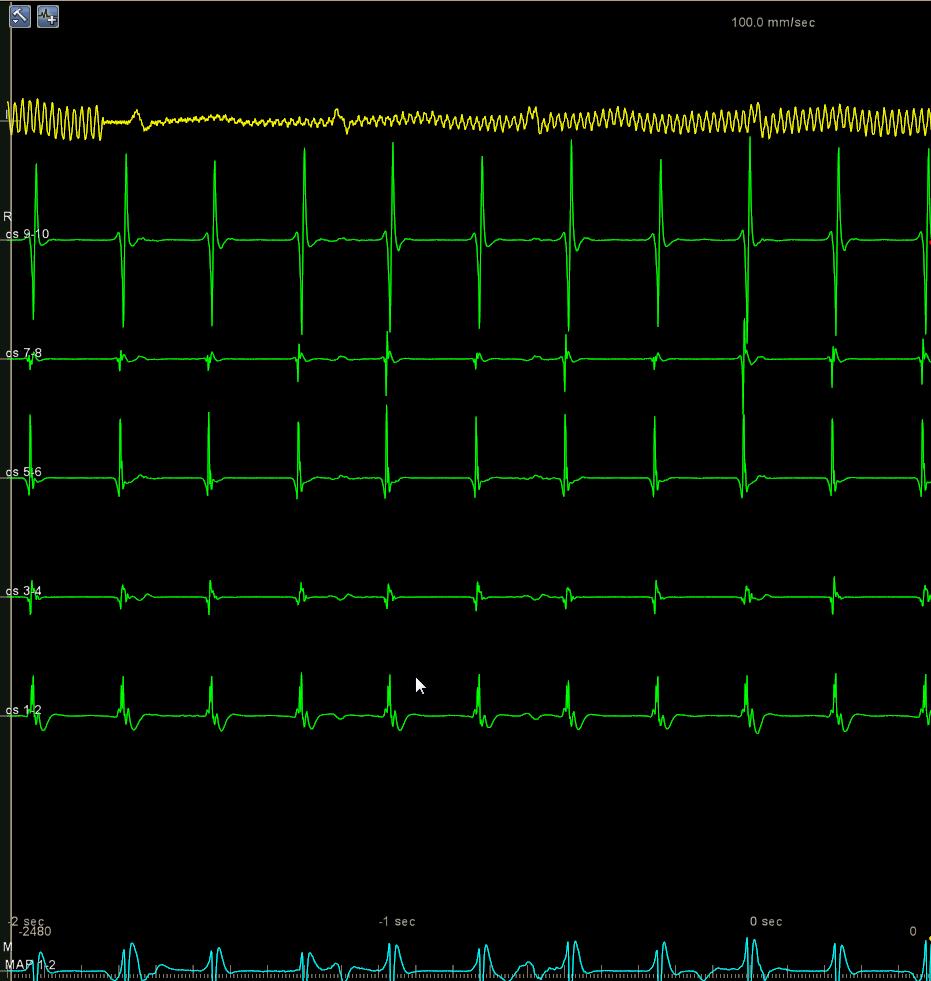 100.0 mm/sec
I
R
cs 9-10
cs 7-8
cs 5-6
cs 3-4
cs 1-2
-2 sec
-1 sec
0 sec
-2480
0
M
MAP 1-2